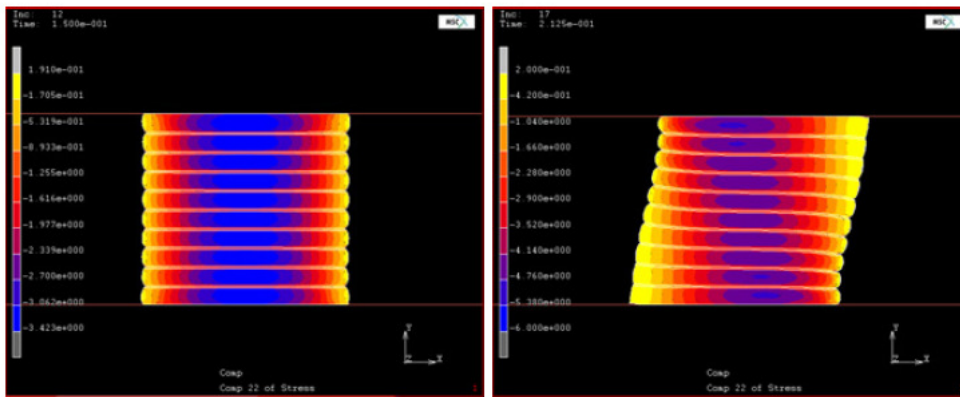 Inc: 12
Time: 1.500e-001
MSC
1.910e-001
-1.705e-001
-5.319e-001
-8.933e-001
-1.255e+000
-1.616e+000
-1.977e+000
-2.339e+000
-2.700e+000
-3.062e+000
-3.423e+000
Y
Z X
Comp
Comp 22 of Stress
1
Inc: 17
Time: 2.125e-001
MSC
2.000e-001
-4.200e-001
-1.040e+000
-1.660e+000
-2.280e+000
-2.900e+000
-3.520e+000
-4.140e+000
-4.760e+000
-5.380e+000
-6.000e+000
Y
Z X
Comp
Comp 22 of Stress